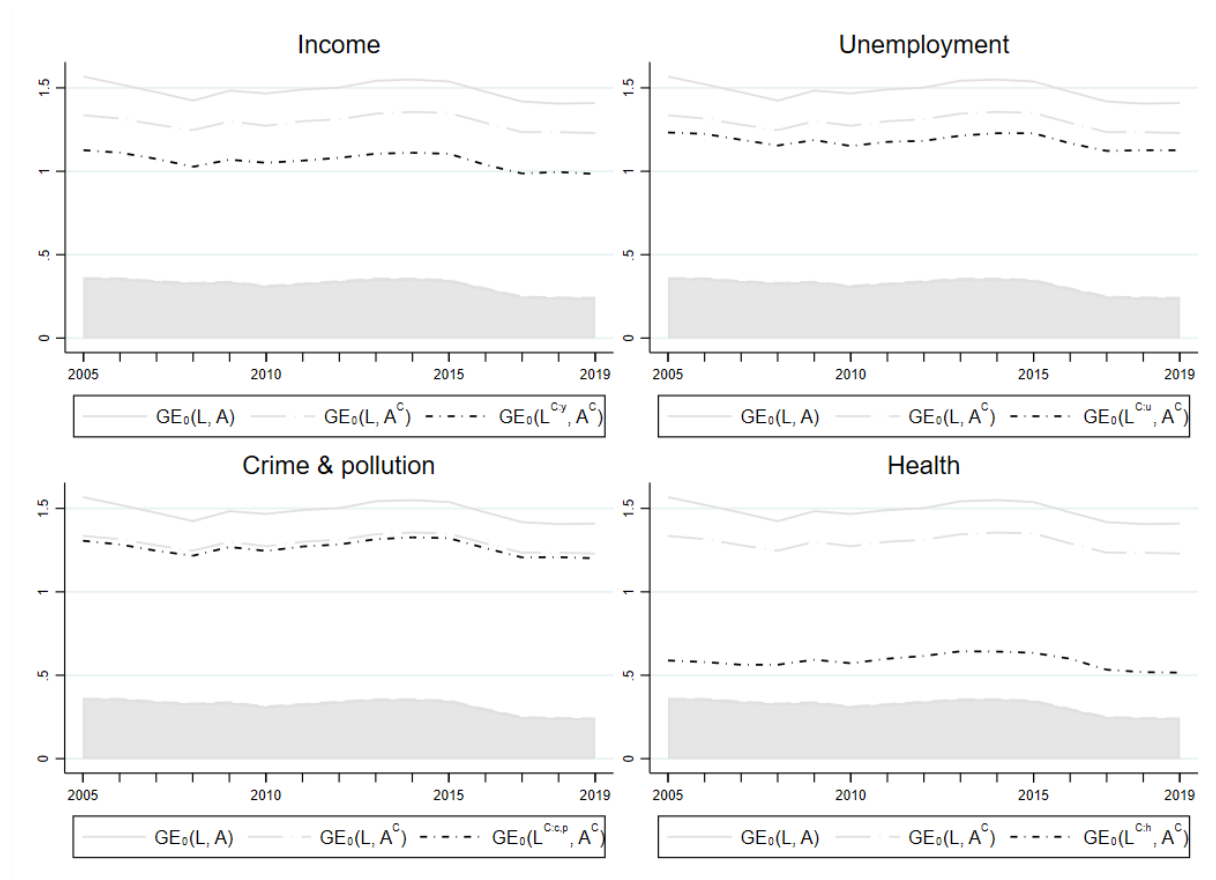 Income
1.5
1
.5
0
2005 2010 2015 2019
GE₀(L, A) GE₀(L, Aᶜ) GE₀(L^C:y, A^C)
Unemployment
1.5
1
.5
0
2005 2010 2015 2019
GE₀(L, A) GE₀(L, A^C) GE₀(L^C:u, A^C)
Crime & pollution
1.5
1
.5
0
2005 2010 2015 2019
GE₀(L, A) GE₀(L, A^C) GE₀(L^C:c,p, A^C)
Health
1.5
1
.5
0
2005 2010 2015 2019
GE₀(L, A) GE₀(L, A^C) GE₀(L^C:h, A^C)